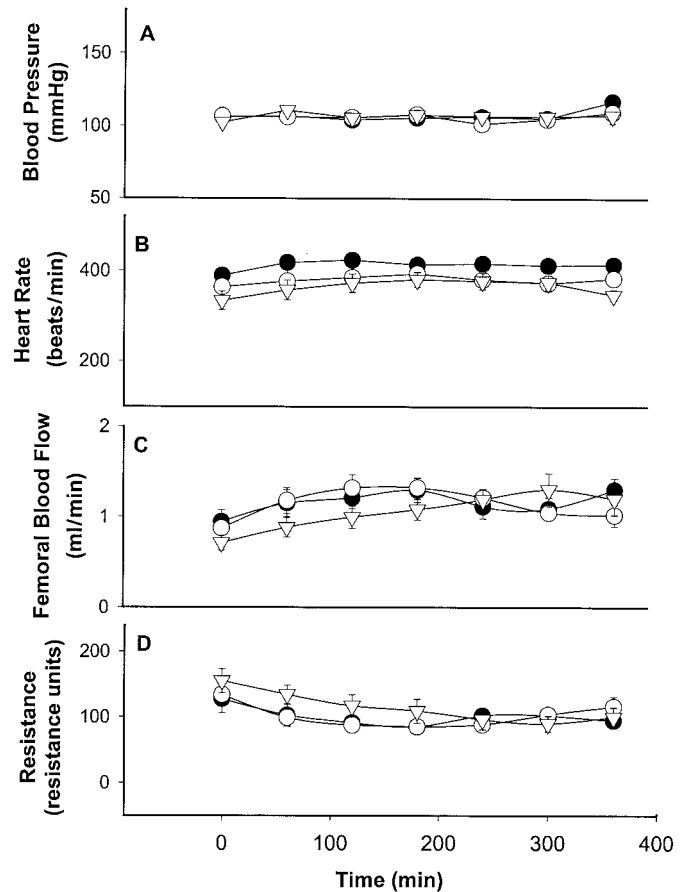 A
Blood Pressure
(mmHg)
150
100
50
B
Heart Rate
(beats/min)
400
200
C
Femoral Blood Flow
(ml/min)
2
1
0
D
Resistance
(resistance units)
200
100
0
0 100 200 300 400
Time (min)